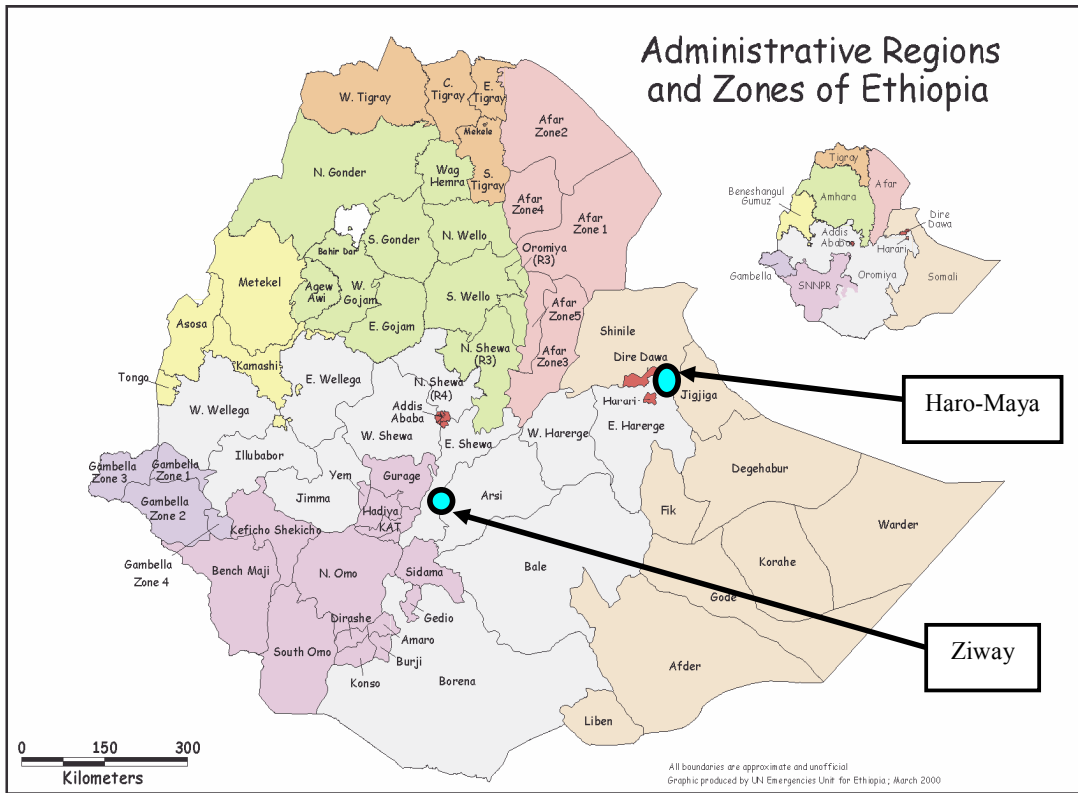 Administrative Regions
and Zones of Ethiopia
W. Tigray
C.
Tigray
E.
Tigray
Mekele
S.
Tigray
Afar
Zone2
N. Gonder
Wag
Hemra
Afar
Zone4
Afar
Zone 1
S. Gonder
N. Wello
Oromiya
(R3)
Bahir Dar
Metekel
Agew
Awi
W.
Gojam
S. Wello
Afar
Zone5
E. Gojam
Asosa
N. Shewa
(R3)
Afar
Zone3
Shinile
Dire Dawa
Kamashi
Tongo
E. Wellega
N. Shewa
(R4)
Jigjiga
Harari
W. Wellega
Addis
Ababa
W. Shewa
E. Shewa
W. Harerge
E. Harerge
Illubabor
Gambella
Zone 3
Gambella
Zone 1
Yem
Gurage
Degehabur
Jimma
Arsi
Gambella
Zone 2
Hadiya
KAT
Fik
Warder
Keficho Shekicho
Gambella
Zone 4
Bench Maji
N. Omo
Sidama
Bale
Korahe
Gode
Dirashe
Gedio
Amaro
Burji
South Omo
Konso
Borena
Afder
Liben
Tigray
Beneshangul
Gumuz
Amhara
Afar
Dire
Dawa
Addis
Ababa
Harari
Gambella
SNNPR
Oromiya
Somali
Haro-Maya
Ziway
0 150 300
Kilometers
All boundaries are approximate and unofficial
Graphic produced by UN Emergencies Unit for Ethiopia; March 2000